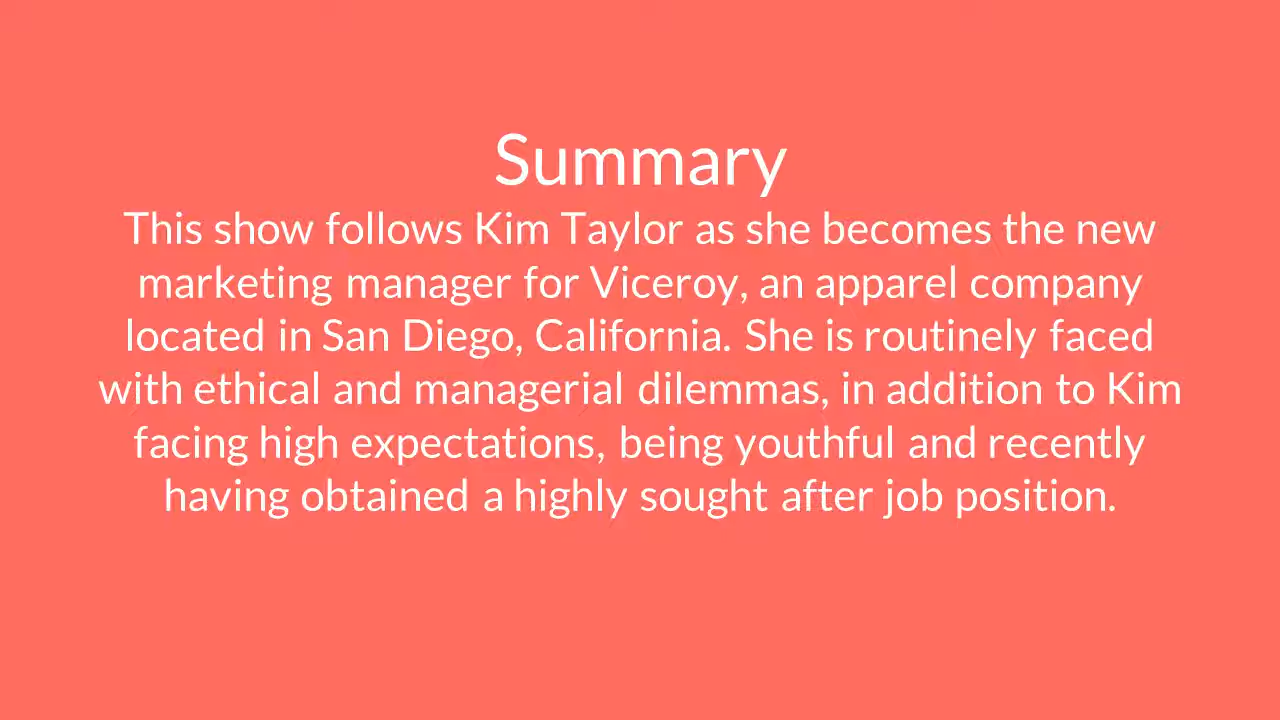 Summary
This show follows Kim Taylor as she becomes the new
marketing manager for Viceroy, an apparel company
located in San Diego, California. She is routinely faced
with ethical and managerial dilemmas, in addition to Kim
facing high expectations, being youthful and recently
having obtained a highly sought after job position.